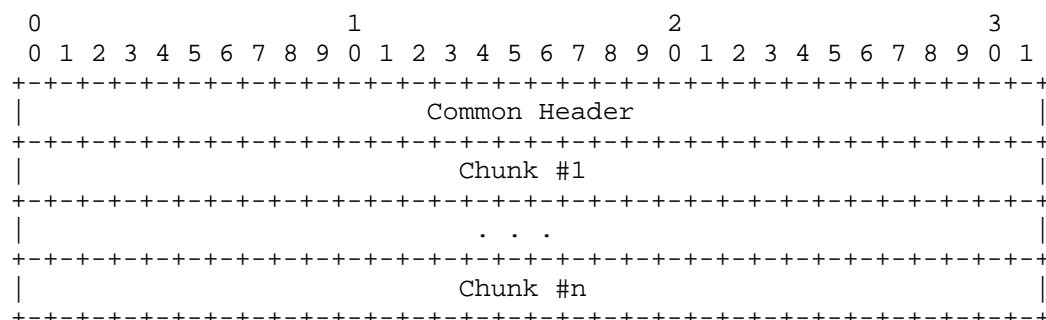 0                   1                   2                   3
 0 1 2 3 4 5 6 7 8 9 0 1 2 3 4 5 6 7 8 9 0 1 2 3 4 5 6 7 8 9 0 1
+-+-+-+-+-+-+-+-+-+-+-+-+-+-+-+-+-+-+-+-+-+-+-+-+-+-+-+-+-+-+-+-+
|                         Common Header                         |
+-+-+-+-+-+-+-+-+-+-+-+-+-+-+-+-+-+-+-+-+-+-+-+-+-+-+-+-+-+-+-+-+
|                           Chunk #1                            |
+-+-+-+-+-+-+-+-+-+-+-+-+-+-+-+-+-+-+-+-+-+-+-+-+-+-+-+-+-+-+-+-+
|                            . . .                              |
+-+-+-+-+-+-+-+-+-+-+-+-+-+-+-+-+-+-+-+-+-+-+-+-+-+-+-+-+-+-+-+-+
|                           Chunk #n                            |
+-+-+-+-+-+-+-+-+-+-+-+-+-+-+-+-+-+-+-+-+-+-+-+-+-+-+-+-+-+-+-+-+